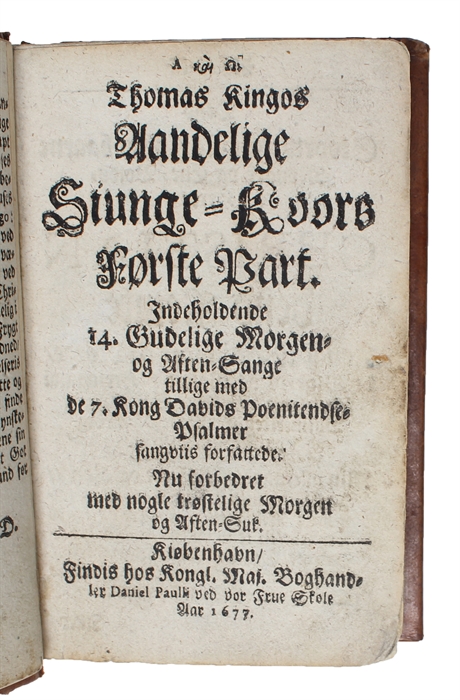 A και Ω.
Thomas Kingos
Aandelige
Siunge-Koors
Første Part.
Indeholdende
14. Gudelige Morgen-
og Aften-Sange
tillige med
de 7. Kong Davids Poenitendse-
Psalmer
sangviis forfattede.
Nu forbedret
med nogle trøstelige Morgen
og Aften-Suk.
Kiøbenhavn/
Findis hos Kongl. Maj. Boghand-
ler Daniel Paulli ved vor Frue Skole
Aar 1677.